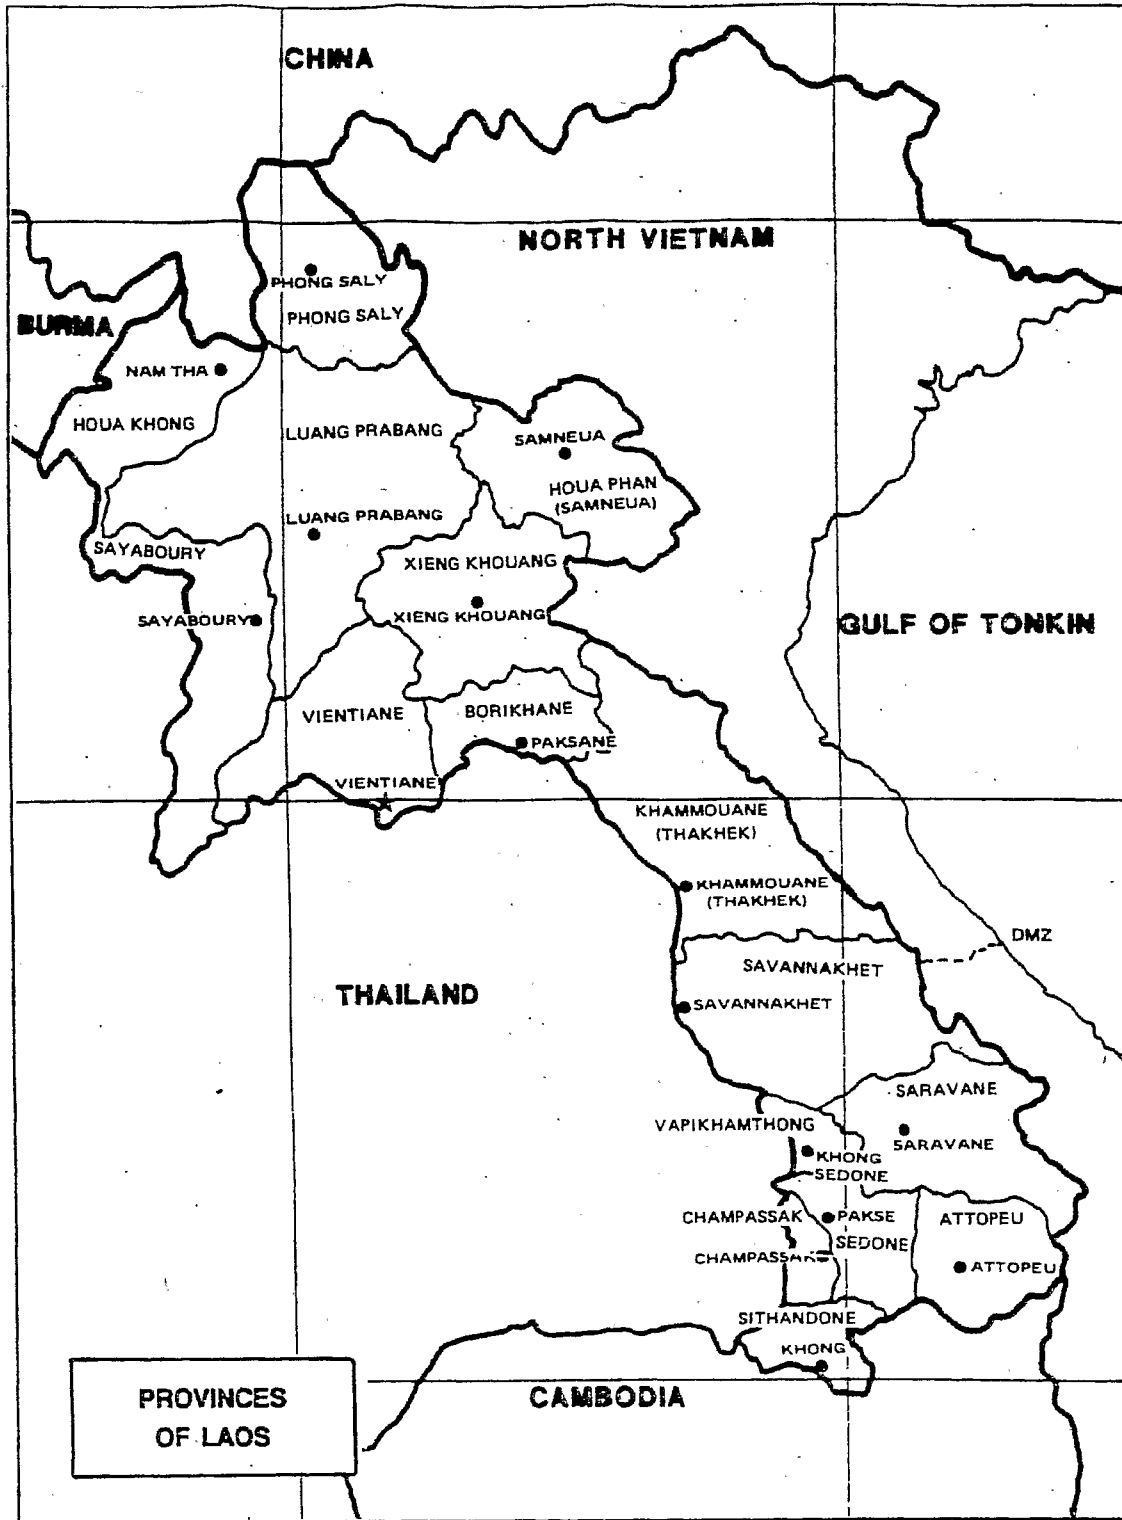 CHINA
NORTH VIETNAM
PHONG SALY
PHONG SALY
BURMA
NAM THA
HOUA KHONG
LUANG PRABANG
SAMNEUA
HOUA PHAN
(SAMNEUA)
LUANG PRABANG
SAYABOURY
XIENG KHOUANG
SAYABOURY
XIENG KHOUANG
GULF OF TONKIN
VIENTIANE
BORIKHANE
PAKSANE
VIENTIANE
KHAMMOUANE
(THAKHEK)
KHAMMOUANE
(THAKHEK)
DMZ
SAVANNAKHET
THAILAND
SAVANNAKHET
SARAVANE
VAPIKHAMTHONG
SARAVANE
KHONG
SEDONE
CHAMPASSAK
PAKSE
ATTOPEU
SEDONE
CHAMPASSAK
ATTOPEU
SITHANDONE
KHONG
CAMBODIA
PROVINCES
OF LAOS